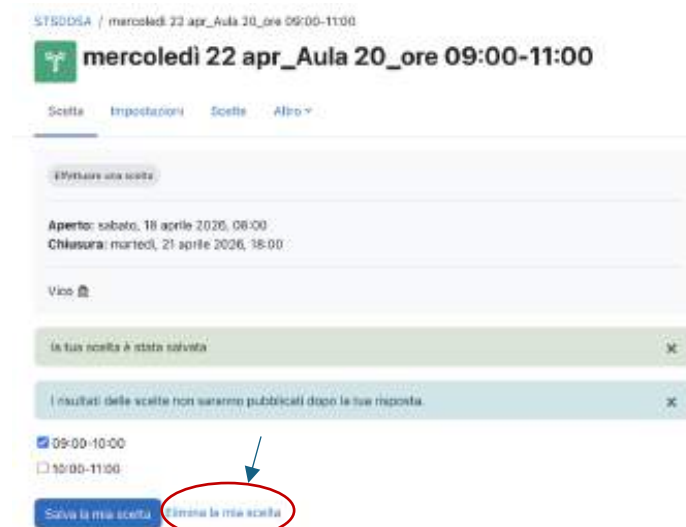 STSDDSA / mercoledì 22 apr_Aula 20_ore 09:00-11:00
mercoledì 22 apr_Aula 20_ore 09:00-11:00
Scelta Impostazioni Scelte Altro
Effettuare una scelta
Aperto: sabato, 18 aprile 2026, 08:00
Chiusura: martedì, 21 aprile 2026, 18:00
Vico
la tua scelta è stata salvata
I risultati delle scelte non saranno pubblicati dopo la tua risposta.
09:00-10:00
10:00-11:00
Salva la mia scelta Elimina la mia scelta